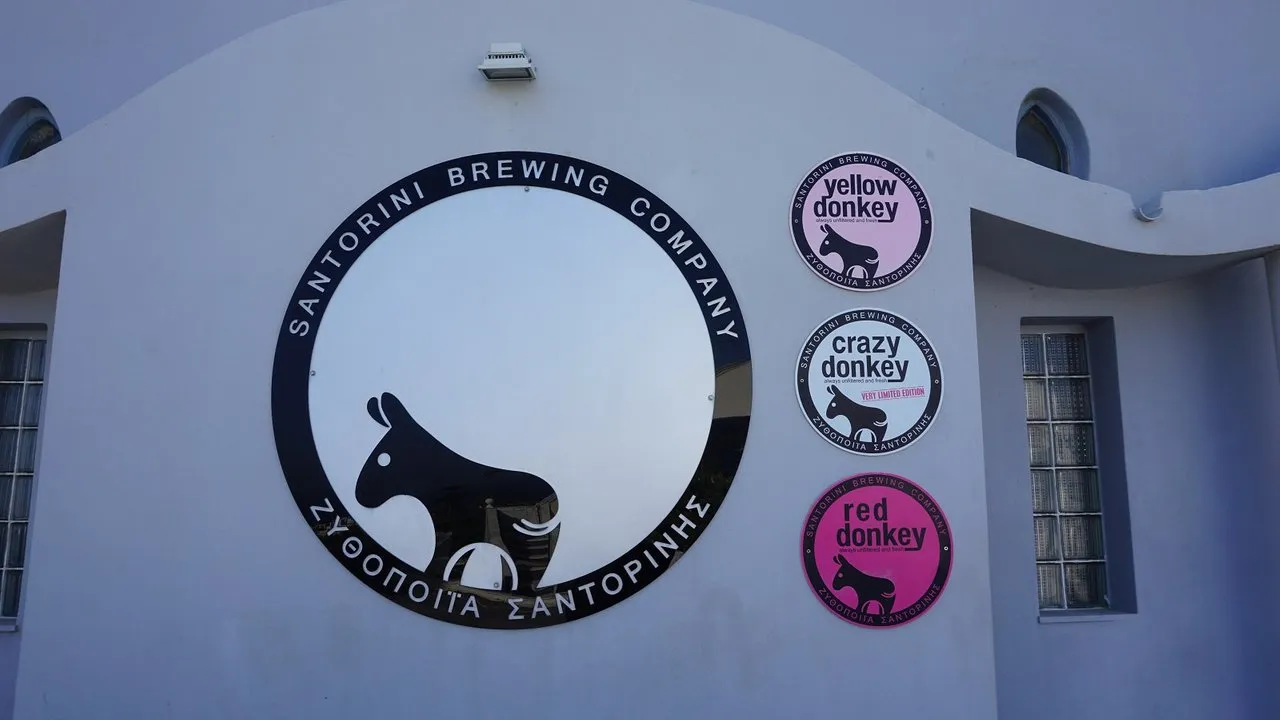 SANTORINI BREWING COMPANY
ΖΥΘΟΠΟΙΪΑ ΣΑΝΤΟΡΙΝΗΣ
SANTORINI BREWING COMPANY
yellow
donkey
always unfiltered and fresh
ΖΥΘΟΠΟΙΪΑ ΣΑΝΤΟΡΙΝΗΣ
SANTORINI BREWING COMPANY
crazy
donkey
always unfiltered and fresh
VERY LIMITED EDITION
ΖΥΘΟΠΟΙΪΑ ΣΑΝΤΟΡΙΝΗΣ
SANTORINI BREWING COMPANY
red
donkey
always unfiltered and fresh
ΖΥΘΟΠΟΙΪΑ ΣΑΝΤΟΡΙΝΗΣ